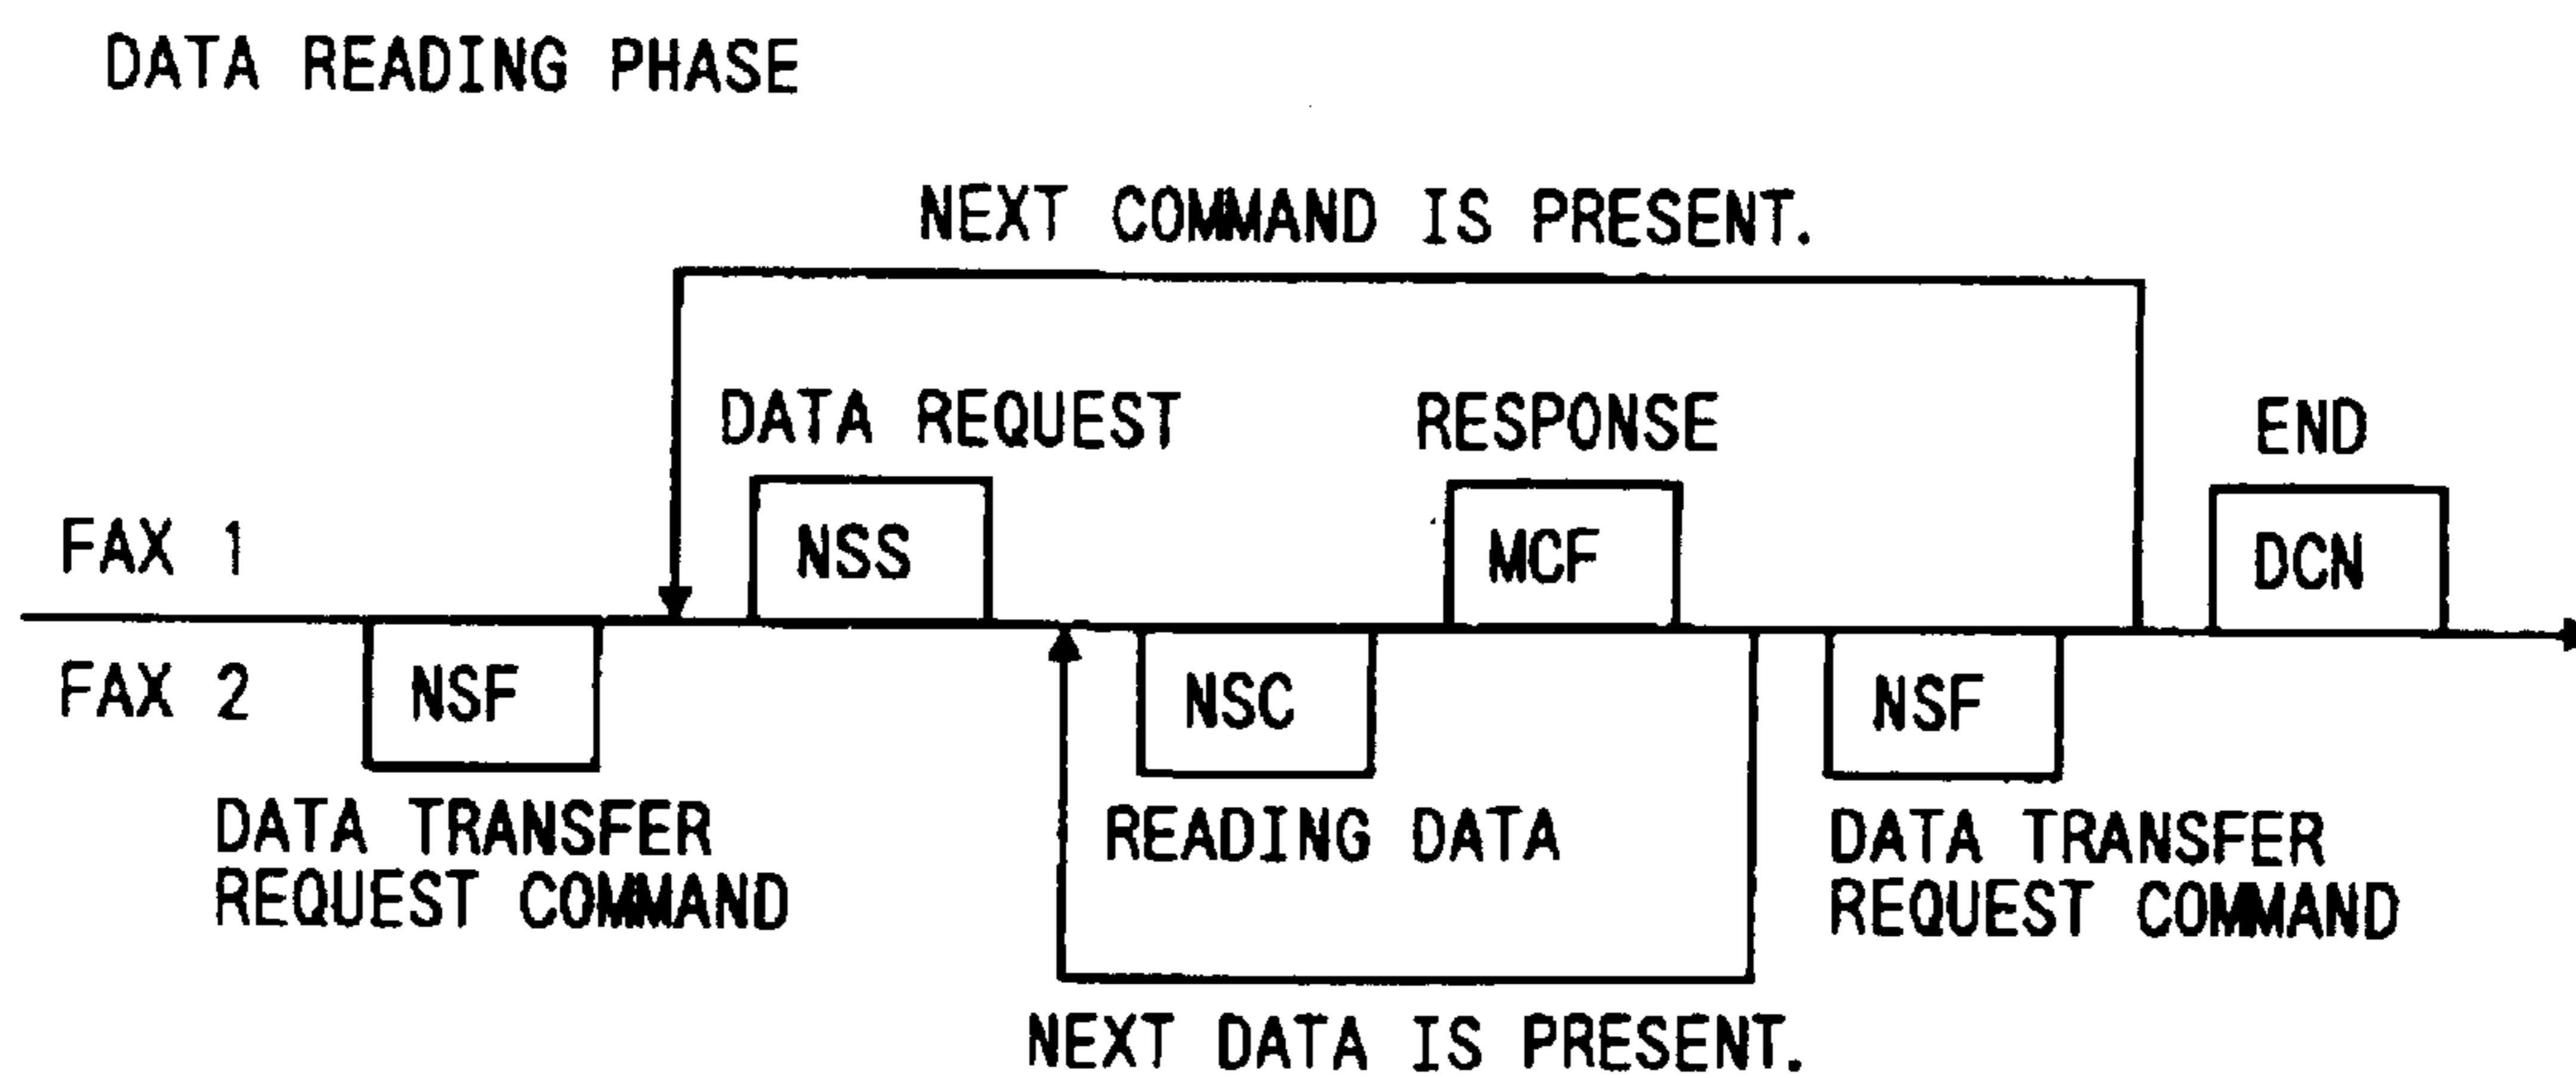 DATA READING PHASE
NEXT COMMAND IS PRESENT.
DATA REQUEST
RESPONSE
END
FAX 1
NSS
MCF
DCN
FAX 2
NSF
NSC
NSF
DATA TRANSFER
REQUEST COMMAND
READING DATA
DATA TRANSFER
REQUEST COMMAND
NEXT DATA IS PRESENT.